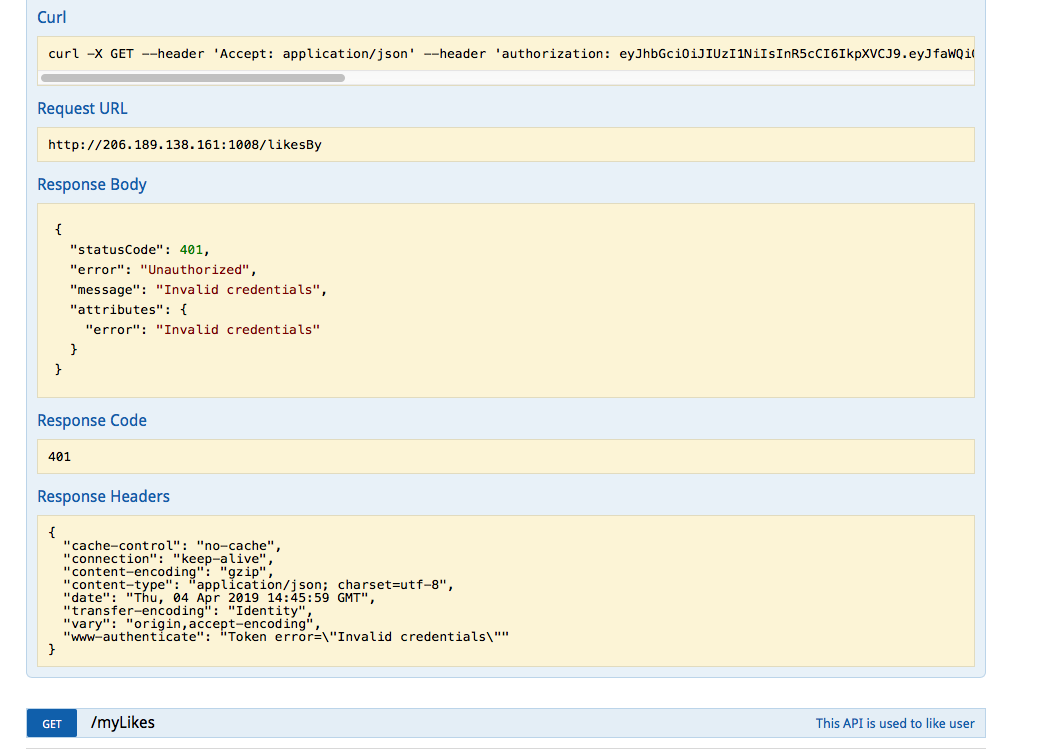 Curl
curl -X GET --header 'Accept: application/json' --header 'authorization: eyJhbGciOiJIUzI1NiIsInR5cCI6IkpXVCJ9.eyJfaWQiO
Request URL
http://206.189.138.161:1008/likesBy
Response Body
{
  "statusCode": 401,
  "error": "Unauthorized",
  "message": "Invalid credentials",
  "attributes": {
    "error": "Invalid credentials"
  }
}
Response Code
401
Response Headers
{
  "cache-control": "no-cache",
  "connection": "keep-alive",
  "content-encoding": "gzip",
  "content-type": "application/json; charset=utf-8",
  "date": "Thu, 04 Apr 2019 14:45:59 GMT",
  "transfer-encoding": "Identity",
  "vary": "origin,accept-encoding",
  "www-authenticate": "Token error=\"Invalid credentials\""
}
GET /myLikes This API is used to like user